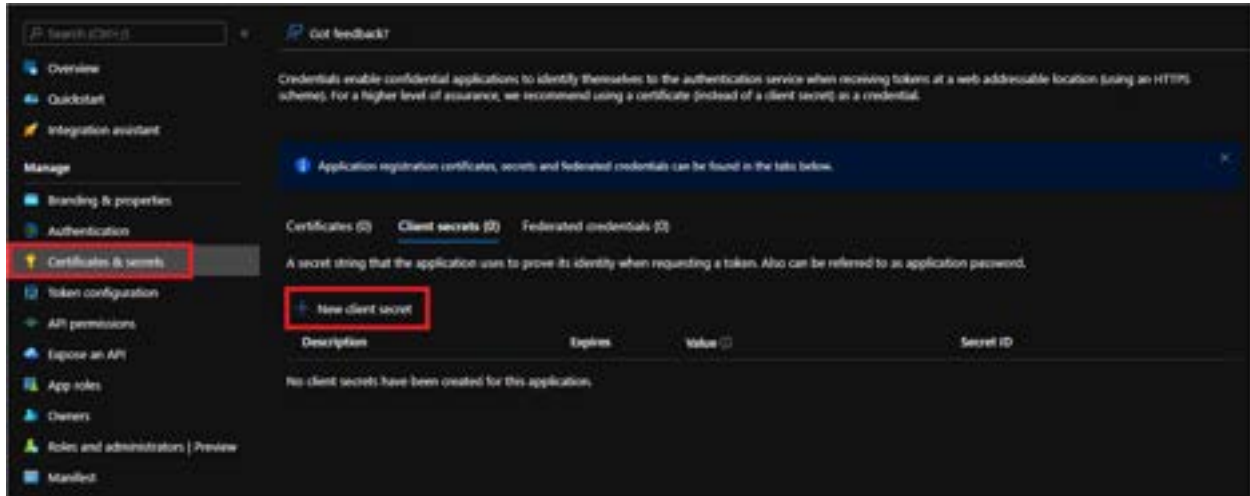 Search (Ctrl+/)
Overview
Quickstart
Integration assistant
Manage
Branding & properties
Authentication
Certificates & secrets
Token configuration
API permissions
Expose an API
App roles
Owners
Roles and administrators | Preview
Manifest
Got feedback?
Credentials enable confidential applications to identify themselves to the authentication service when receiving tokens at a web addressable location (using an HTTPS
scheme). For a higher level of assurance, we recommend using a certificate (instead of a client secret) as a credential.
Application registration certificates, secrets and federated credentials can be found in the tabs below.
Certificates (0) Client secrets (0) Federated credentials (0)
A secret string that the application uses to prove its identity when requesting a token. Also can be referred to as application password.
New client secret
Description Expires Value Secret ID
No client secrets have been created for this application.